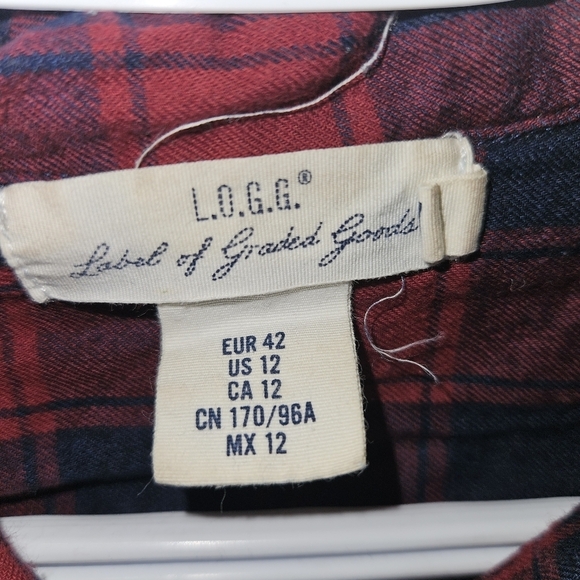 L.O.G.G.®
Label of Graded Goods
EUR 42
US 12
CA 12
CN 170/96A
MX 12